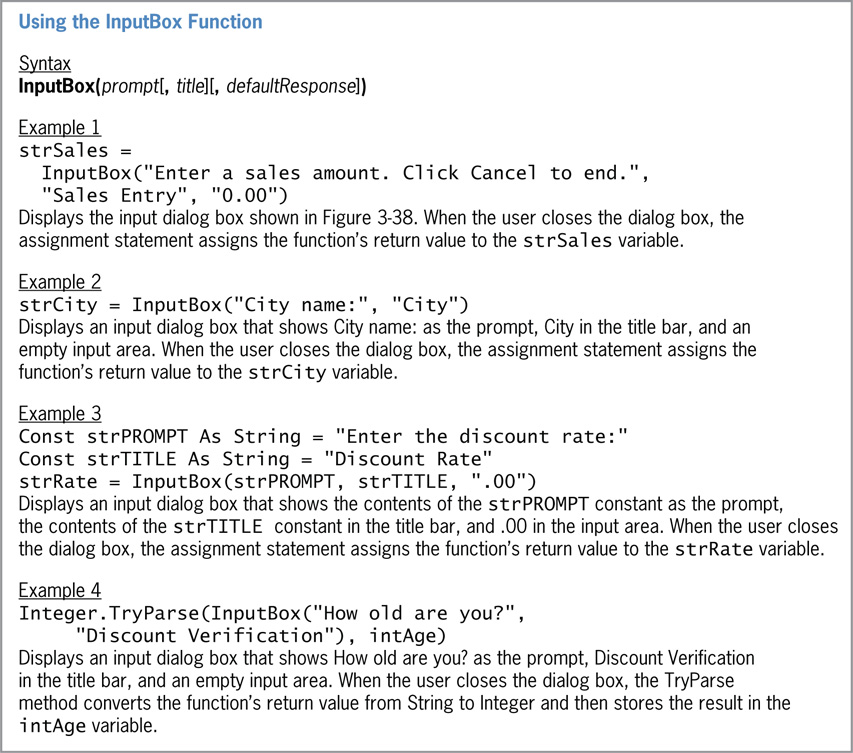 Using the InputBox Function
Syntax
InputBox(prompt[, title][, defaultResponse])
Example 1
strSales =
InputBox("Enter a sales amount. Click Cancel to end.",
"Sales Entry", "0.00")
Displays the input dialog box shown in Figure 3-38. When the user closes the dialog box, the
assignment statement assigns the function's return value to the strSales variable.
Example 2
strCity = InputBox("City name:", "City")
Displays an input dialog box that shows City name: as the prompt, City in the title bar, and an
empty input area. When the user closes the dialog box, the assignment statement assigns the
function's return value to the strCity variable.
Example 3
Const strPROMPT As String = "Enter the discount rate:"
Const strTITLE As String = "Discount Rate"
strRate = InputBox(strPROMPT, strTITLE, ".00")
Displays an input dialog box that shows the contents of the strPROMPT constant as the prompt,
the contents of the strTITLE constant in the title bar, and .00 in the input area. When the user closes
the dialog box, the assignment statement assigns the function's return value to the strRate variable.
Example 4
Integer.TryParse(InputBox("How old are you?",
"Discount Verification"), intAge)
Displays an input dialog box that shows How old are you? as the prompt, Discount Verification
in the title bar, and an empty input area. When the user closes the dialog box, the TryParse
method converts the function's return value from String to Integer and then stores the result in the
intAge variable.